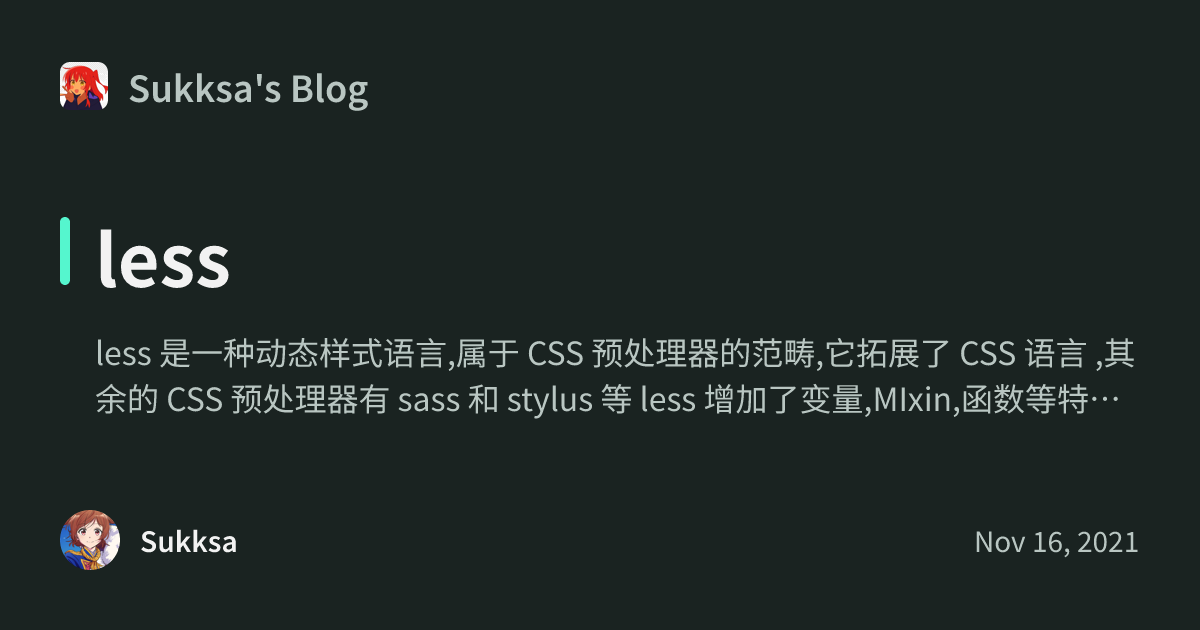 Sukksa's Blog
less
less 是一种动态样式语言,属于 CSS 预处理器的范畴,它拓展了 CSS 语言 ,其
余的 CSS 预处理器有 sass 和 stylus 等 less 增加了变量,MIxin,函数等特…
Sukksa
Nov 16, 2021